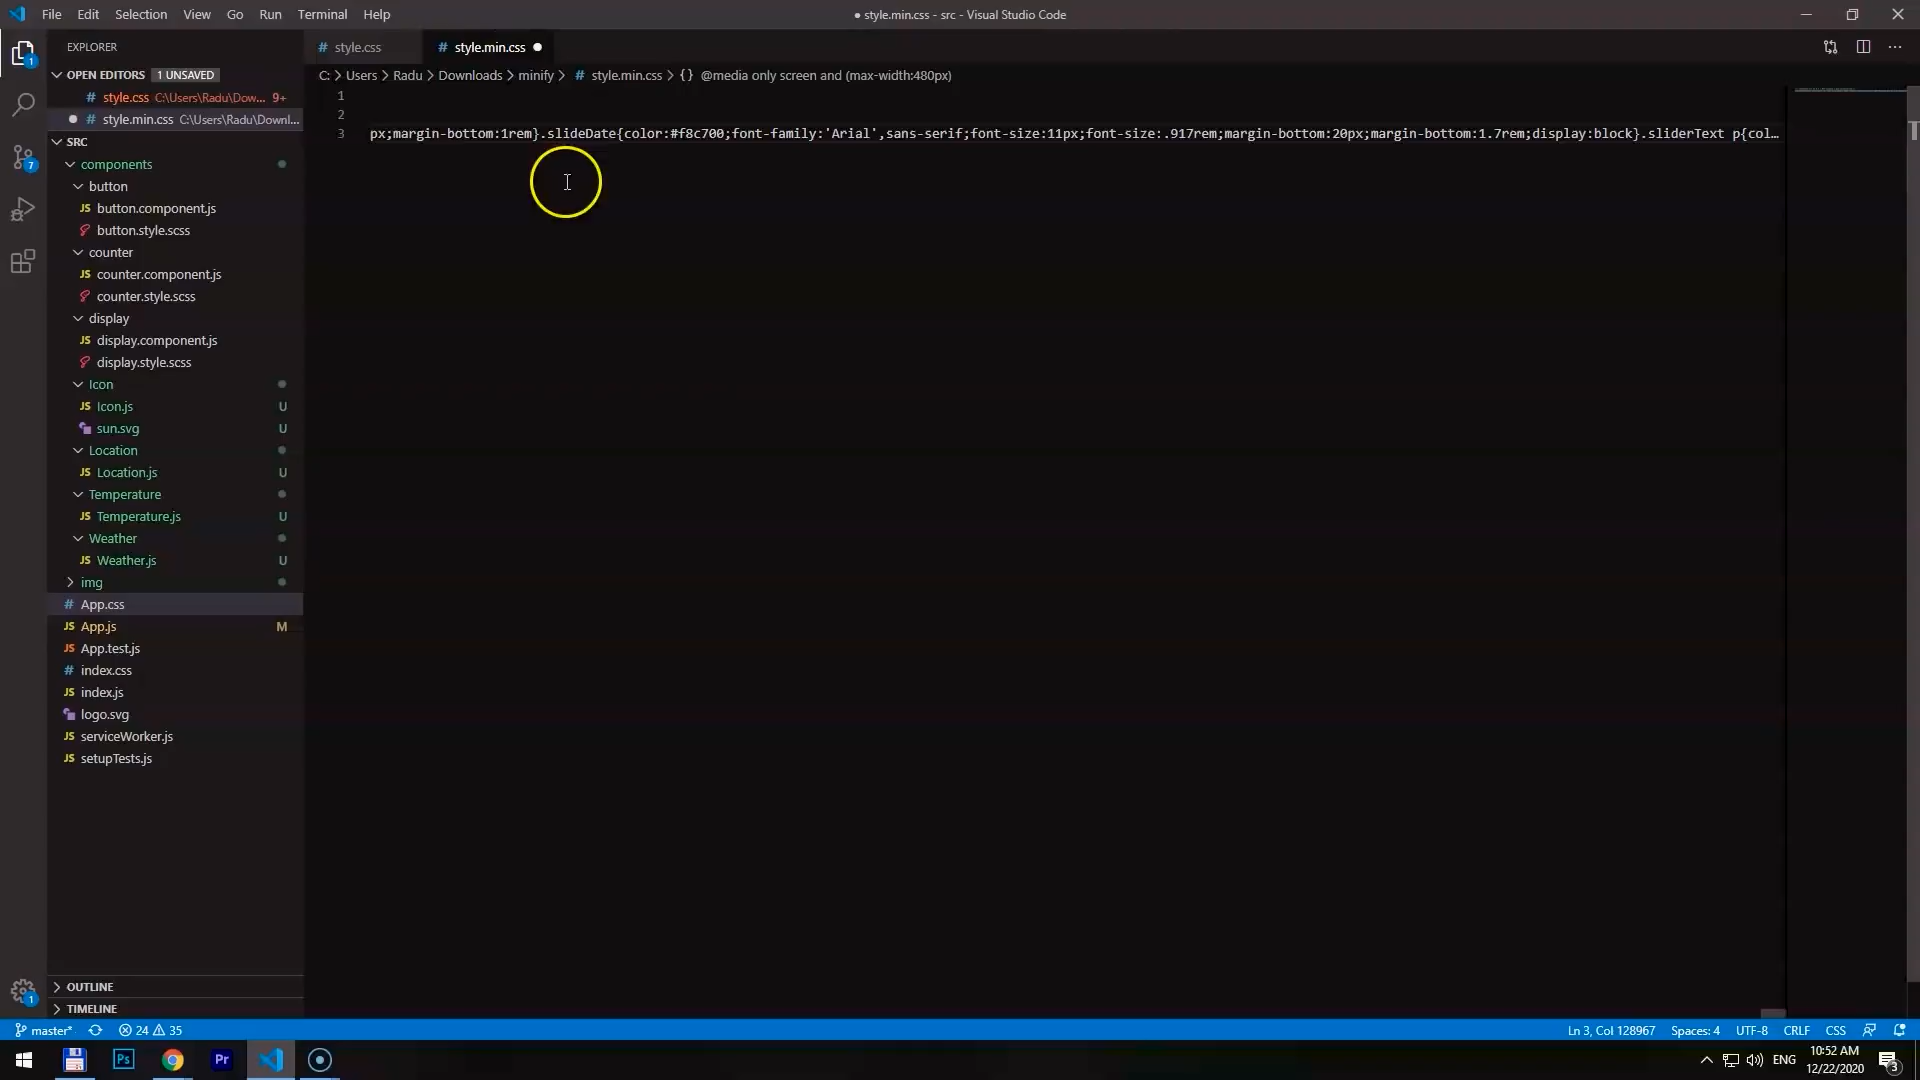 File Edit Selection View Go Run Terminal Help
● style.min.css - src - Visual Studio Code
EXPLORER
# style.css
# style.min.css ●
OPEN EDITORS 1 UNSAVED
C: > Users > Radu > Downloads > minify > # style.min.css > {} @media only screen and (max-width:480px)
# style.css C:\Users\Radu\Dow... 9+
● # style.min.css C:\Users\Radu\Downl...
SRC
components
button
JS button.component.js
button.style.scss
counter
JS counter.component.js
counter.style.scss
display
JS display.component.js
display.style.scss
Icon
JS Icon.js U
sun.svg U
Location
JS Location.js U
Temperature
JS Temperature.js U
Weather
JS Weather.js U
img
# App.css
JS App.js M
JS App.test.js
# index.css
JS index.js
logo.svg
JS serviceWorker.js
JS setupTests.js
OUTLINE
TIMELINE
1
2
3 px;margin-bottom:1rem}.slideDate{color:#f8c700;font-family:'Arial',sans-serif;font-size:11px;font-size:.917rem;margin-bottom:20px;margin-bottom:1.7rem;display:block}.sliderText p{col…
1
7
1
master* 24 35
Ln 3, Col 128967 Spaces: 4 UTF-8 CRLF CSS
Ps Pr
ENG
10:52 AM
12/22/2020
3